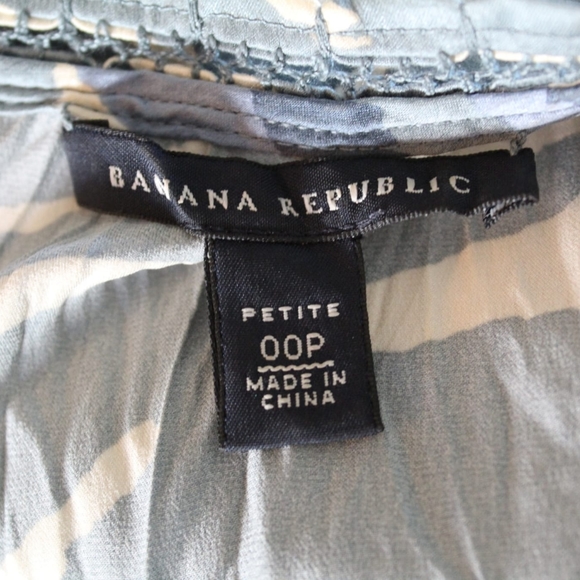 BANANA REPUBLIC
PETITE
00P
MADE IN
CHINA